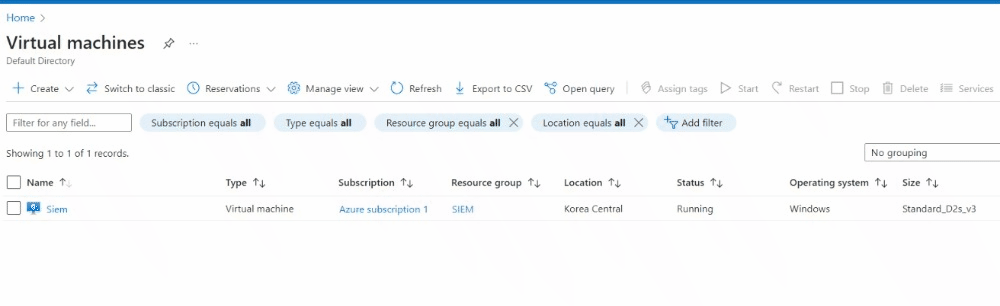 Home >
Virtual machines ...
Default Directory
+ Create Switch to classic Reservations Manage view Refresh Export to CSV Open query Assign tags Start Restart Stop Delete Services
Filter for any field... Subscription equals all Type equals all Resource group equals all Location equals all Add filter
Showing 1 to 1 of 1 records.
No grouping
Name Type Subscription Resource group Location Status Operating system Size
Siem Virtual machine Azure subscription 1 SIEM Korea Central Running Windows Standard_D2s_v3